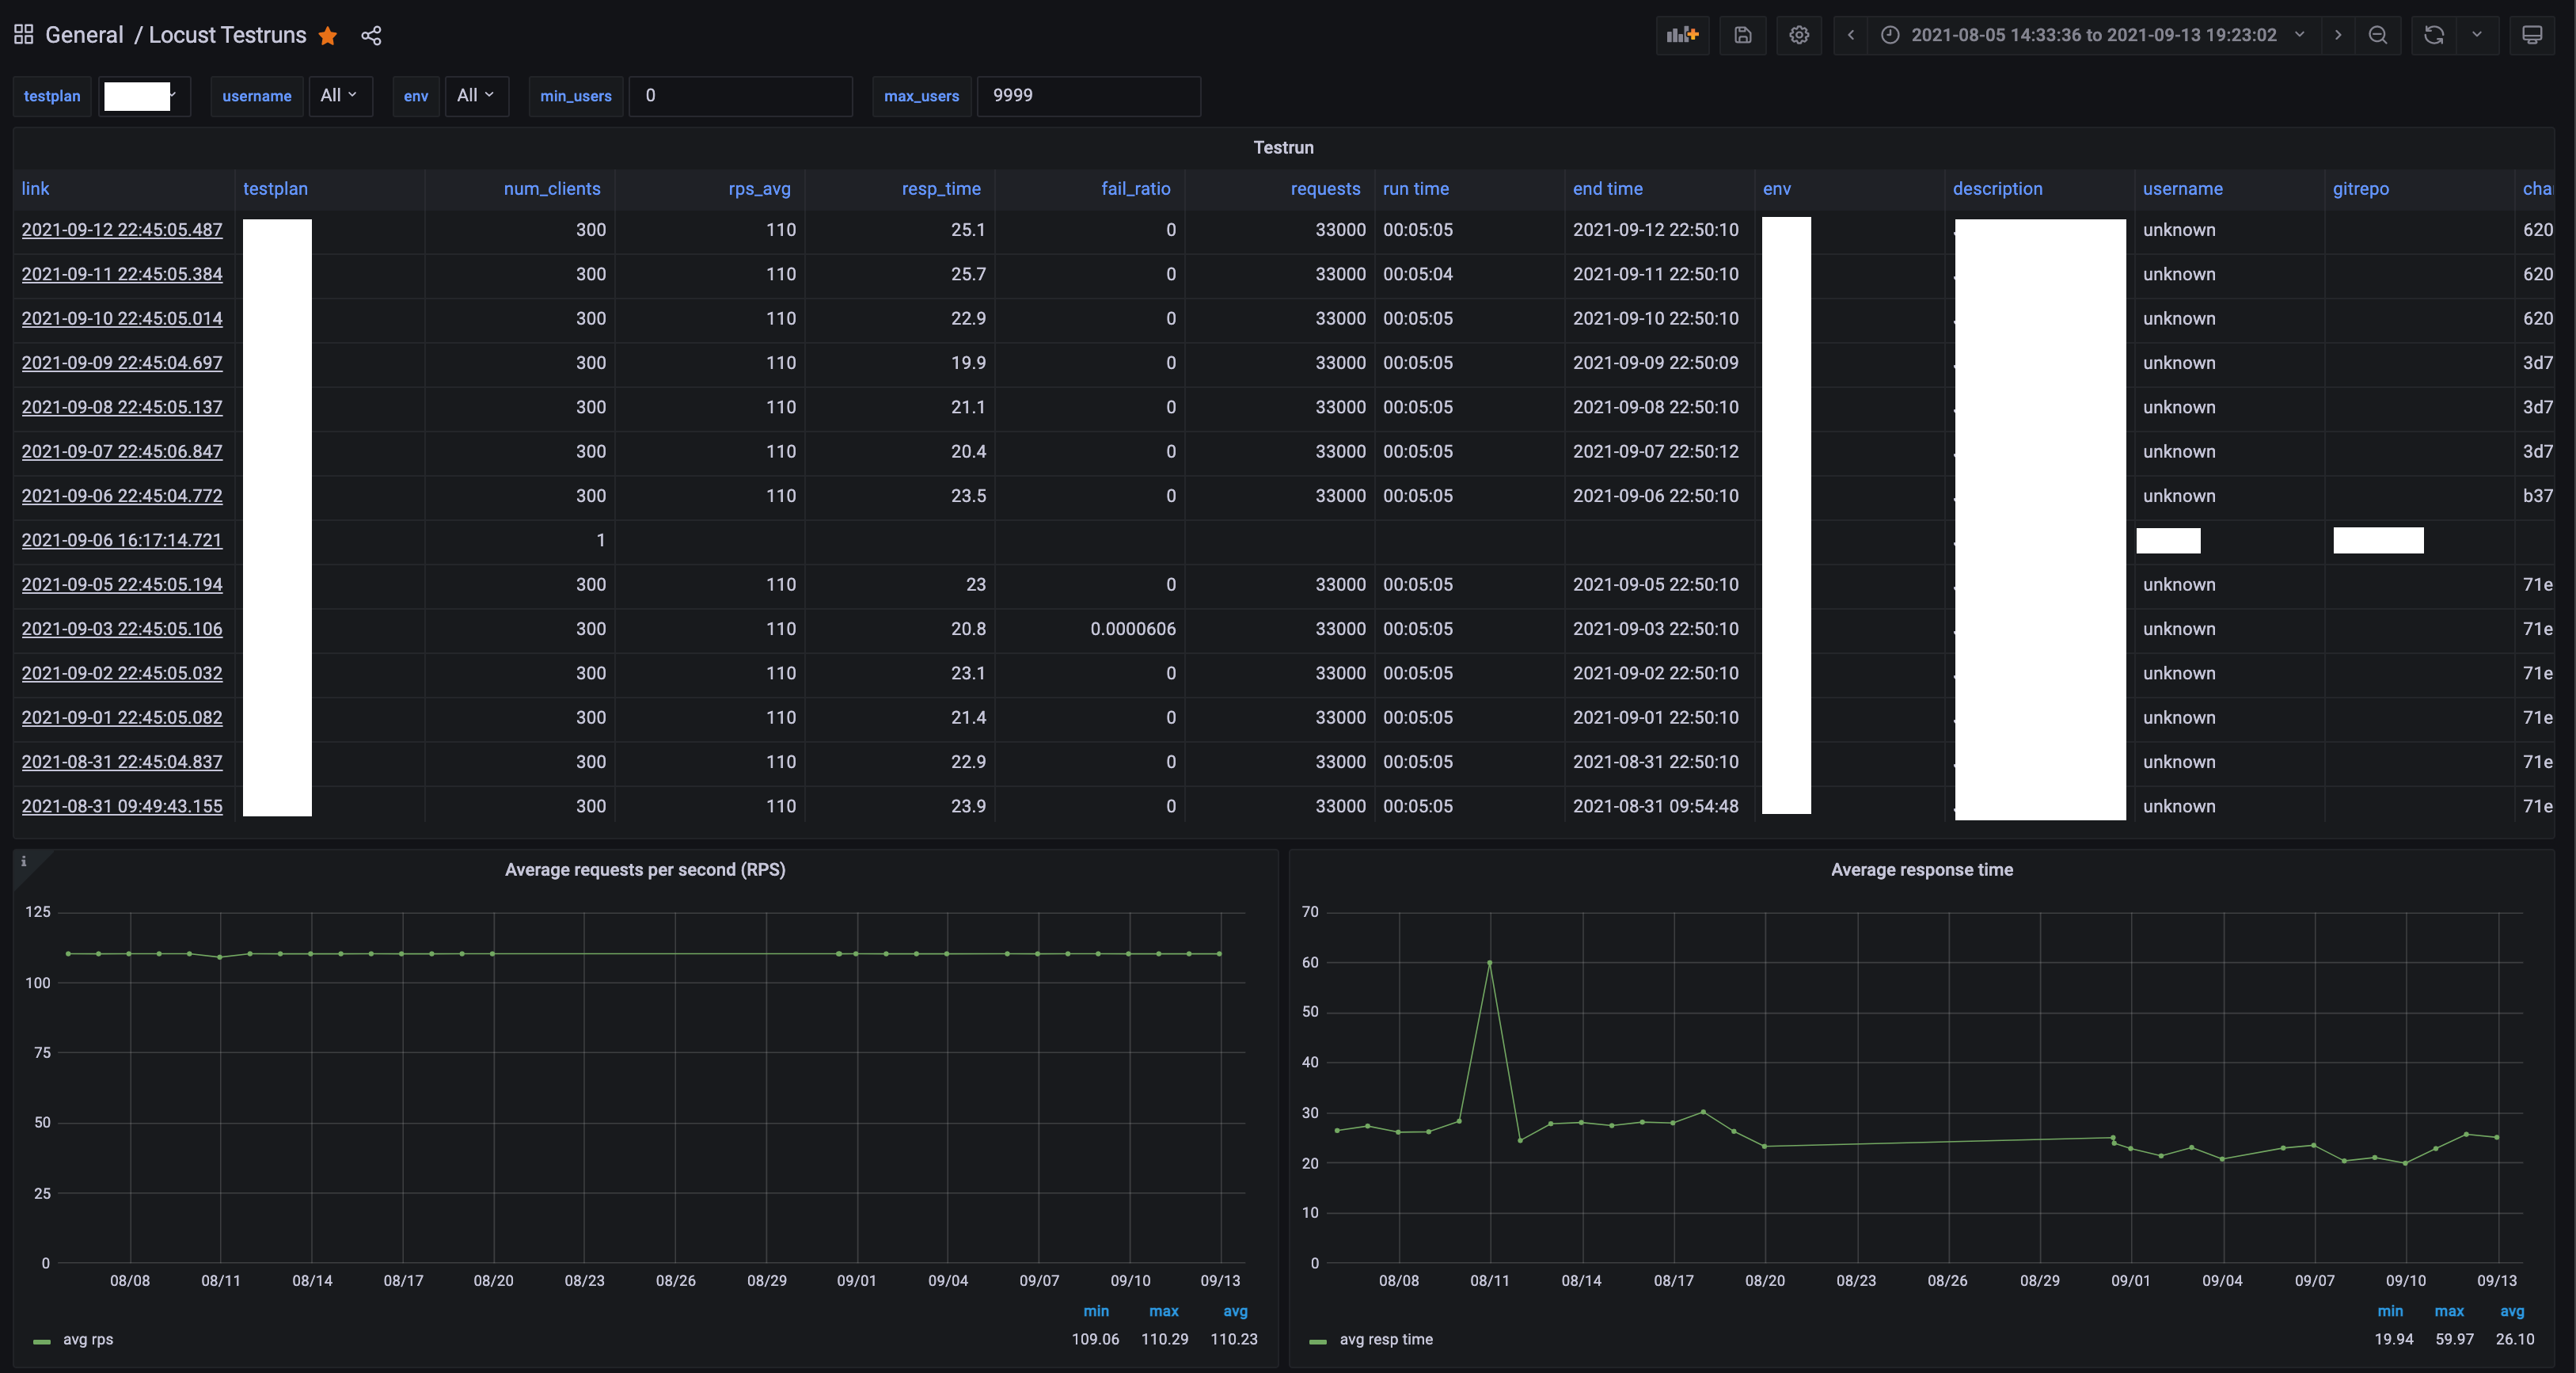 General / Locust Testruns
2021-08-05 14:33:36 to 2021-09-13 19:23:02
testplan username All env All min_users 0 max_users 9999
Testrun
link testplan num_clients rps_avg resp_time fail_ratio requests run time end time env description username gitrepo cha
2021-09-12 22:45:05.487 300 110 25.1 0 33000 00:05:05 2021-09-12 22:50:10 unknown 620
2021-09-11 22:45:05.384 300 110 25.7 0 33000 00:05:04 2021-09-11 22:50:10 unknown 620
2021-09-10 22:45:05.014 300 110 22.9 0 33000 00:05:05 2021-09-10 22:50:10 unknown 620
2021-09-09 22:45:04.697 300 110 19.9 0 33000 00:05:05 2021-09-09 22:50:09 unknown 3d7
2021-09-08 22:45:05.137 300 110 21.1 0 33000 00:05:05 2021-09-08 22:50:10 unknown 3d7
2021-09-07 22:45:06.847 300 110 20.4 0 33000 00:05:05 2021-09-07 22:50:12 unknown 3d7
2021-09-06 22:45:04.772 300 110 23.5 0 33000 00:05:05 2021-09-06 22:50:10 unknown b37
2021-09-06 16:17:14.721 1
2021-09-05 22:45:05.194 300 110 23 0 33000 00:05:05 2021-09-05 22:50:10 unknown 71e
2021-09-03 22:45:05.106 300 110 20.8 0.0000606 33000 00:05:05 2021-09-03 22:50:10 unknown 71e
2021-09-02 22:45:05.032 300 110 23.1 0 33000 00:05:05 2021-09-02 22:50:10 unknown 71e
2021-09-01 22:45:05.082 300 110 21.4 0 33000 00:05:05 2021-09-01 22:50:10 unknown 71e
2021-08-31 22:45:04.837 300 110 22.9 0 33000 00:05:05 2021-08-31 22:50:10 unknown 71e
2021-08-31 09:49:43.155 300 110 23.9 0 33000 00:05:05 2021-08-31 09:54:48 unknown 71e
i
Average requests per second (RPS)
125
100
75
50
25
0
08/08 08/11 08/14 08/17 08/20 08/23 08/26 08/29 09/01 09/04 09/07 09/10 09/13
min max avg
avg rps 109.06 110.29 110.23
Average response time
70
60
50
40
30
20
10
0
08/08 08/11 08/14 08/17 08/20 08/23 08/26 08/29 09/01 09/04 09/07 09/10 09/13
min max avg
avg resp time 19.94 59.97 26.10